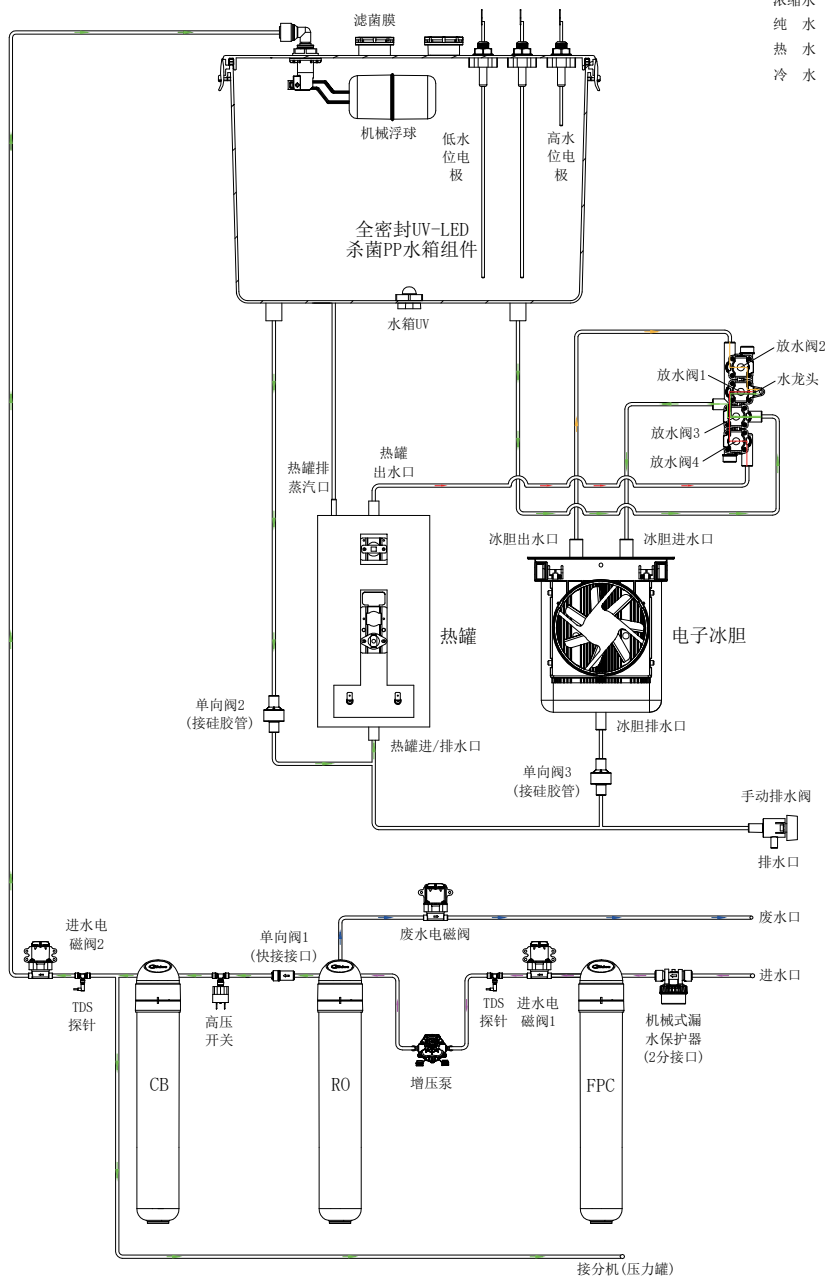 浓缩水
纯 水
热 水
冷 水
滤菌膜
机械浮球
低水
位电
极
高水
位电
极
全密封UV-LED
杀菌PP水箱组件
水箱UV
放水阀2
放水阀1
水龙头
放水阀3
放水阀4
热罐排
蒸汽口
热罐
出水口
冰胆出水口
冰胆进水口
热罐
电子冰胆
单向阀2
(接硅胶管)
热罐进/排水口
冰胆排水口
单向阀3
(接硅胶管)
手动排水阀
排水口
进水电
磁阀2
单向阀1
(快接接口)
废水电磁阀
废水口
进水口
TDS
探针
高压
开关
TDS
探针
进水电
磁阀1
机械式漏
水保护器
(2分接口)
增压泵
CB
RO
FPC
接分机(压力罐)